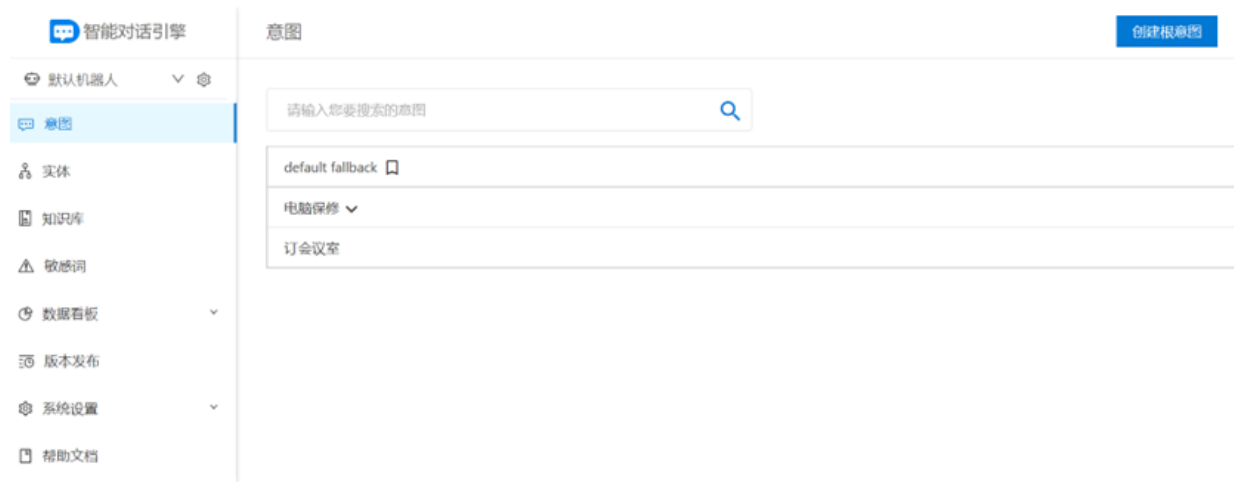 智能对话引擎
意图
创建根意图
默认机器人
意图
实体
知识库
敏感词
数据看板
版本发布
系统设置
帮助文档
请输入您要搜索的意图
default fallback
电脑保修
订会议室